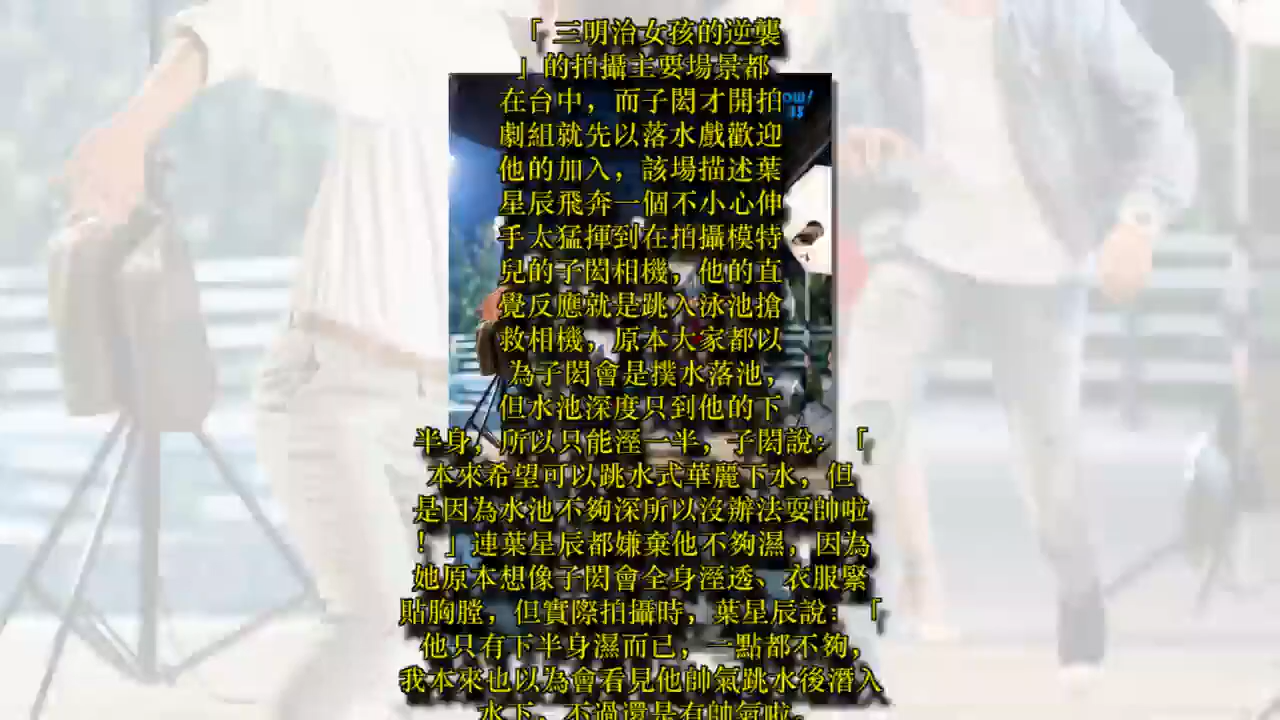 「 三明治女孩的逆襲
」的拍攝主要場景都
在台中，而子閎才開拍
劇組就先以落水戲歡迎
他的加入，該場描述葉
星辰飛奔一個不小心伸
手太猛揮到在拍攝模特
兒的子閎相機，他的直
覺反應就是跳入泳池搶
救相機，原本大家都以
為子閎會是撲水落池，
但水池深度只到他的下
半身，所以只能溼一半，子閎說：「
本來希望可以跳水式華麗下水，但
是因為水池不夠深所以沒辦法耍帥啦
！」連葉星辰都嫌棄他不夠濕，因為
她原本想像子閎會全身溼透、衣服緊
貼胸膛，但實際拍攝時，葉星辰說：「
他只有下半身濕而已，一點都不夠，
我本來也以為會看見他帥氣跳水後潛入
水下，不過還是有帥氣啦。